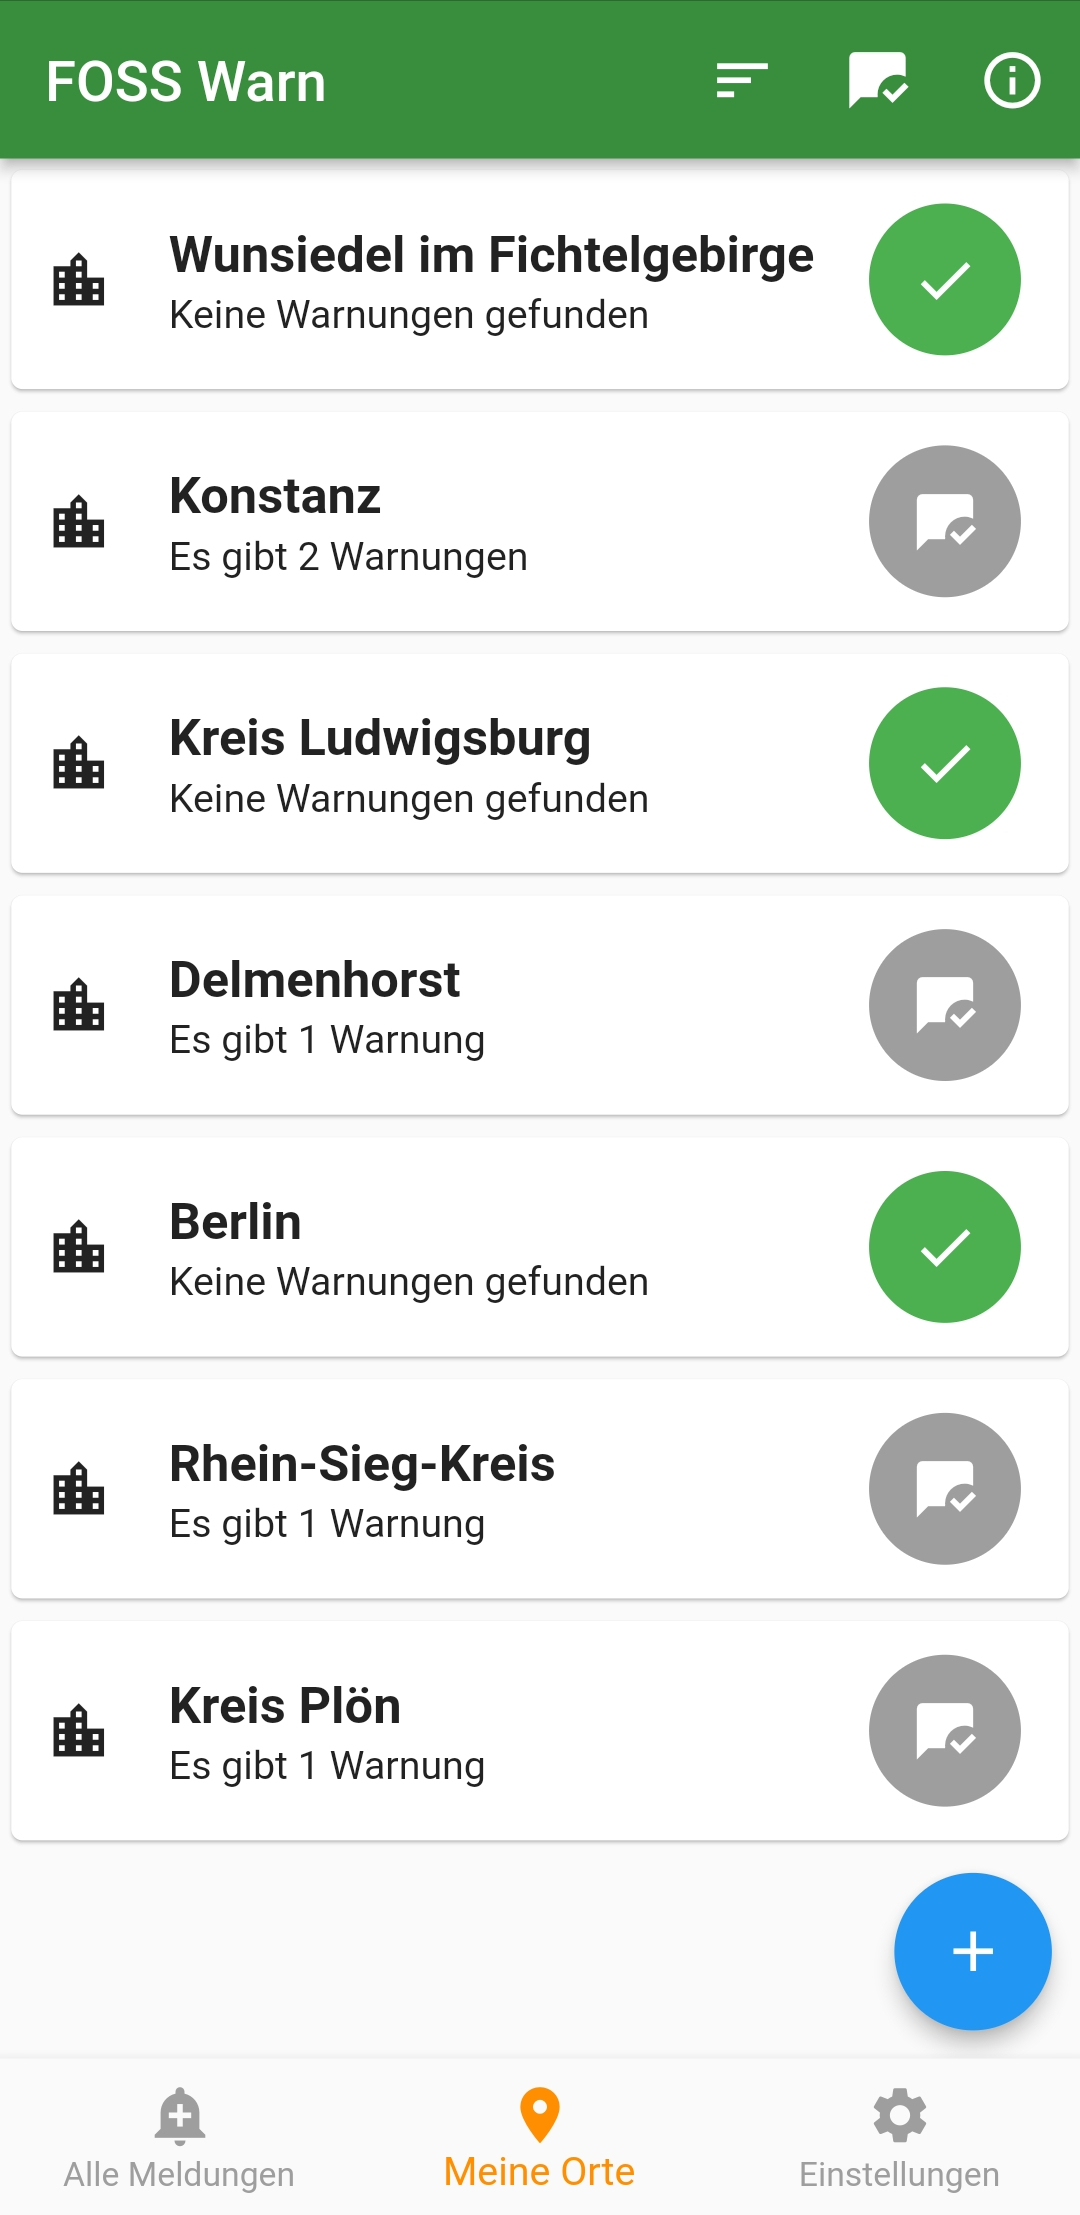 FOSS Warn
Wunsiedel im Fichtelgebirge
Keine Warnungen gefunden
Konstanz
Es gibt 2 Warnungen
Kreis Ludwigsburg
Keine Warnungen gefunden
Delmenhorst
Es gibt 1 Warnung
Berlin
Keine Warnungen gefunden
Rhein-Sieg-Kreis
Es gibt 1 Warnung
Kreis Plön
Es gibt 1 Warnung
Alle Meldungen
Meine Orte
Einstellungen